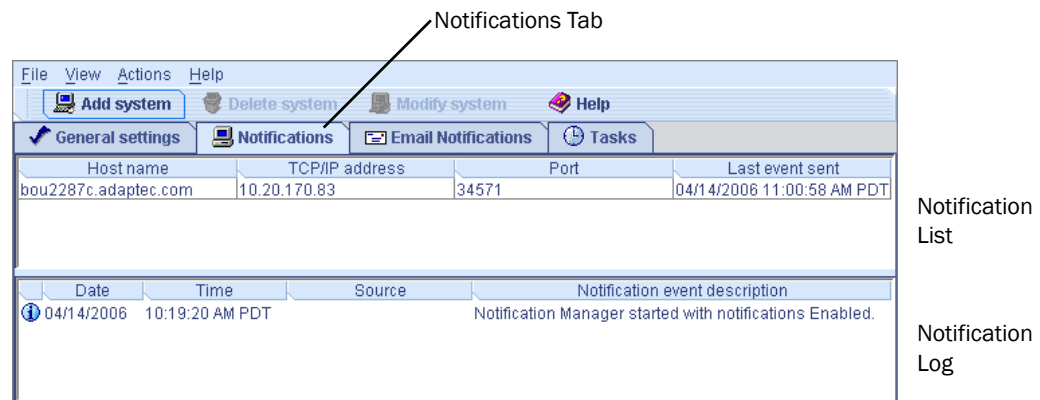 Notifications Tab
File View Actions Help
Add system Delete system Modify system Help
General settings Notifications Email Notifications Tasks
Host name TCP/IP address Port Last event sent
bou2287c.adaptec.com 10.20.170.83 34571 04/14/2006 11:00:58 AM PDT
Notification
List
Date Time Source Notification event description
04/14/2006 10:19:20 AM PDT Notification Manager started with notifications Enabled.
Notification
Log